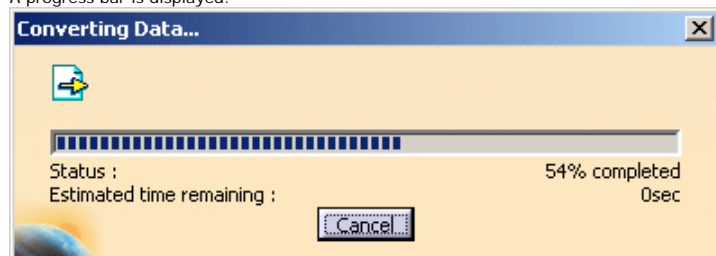 A progress bar is displayed.
Converting Data...
Status :
54% completed
Estimated time remaining :
0sec
Cancel